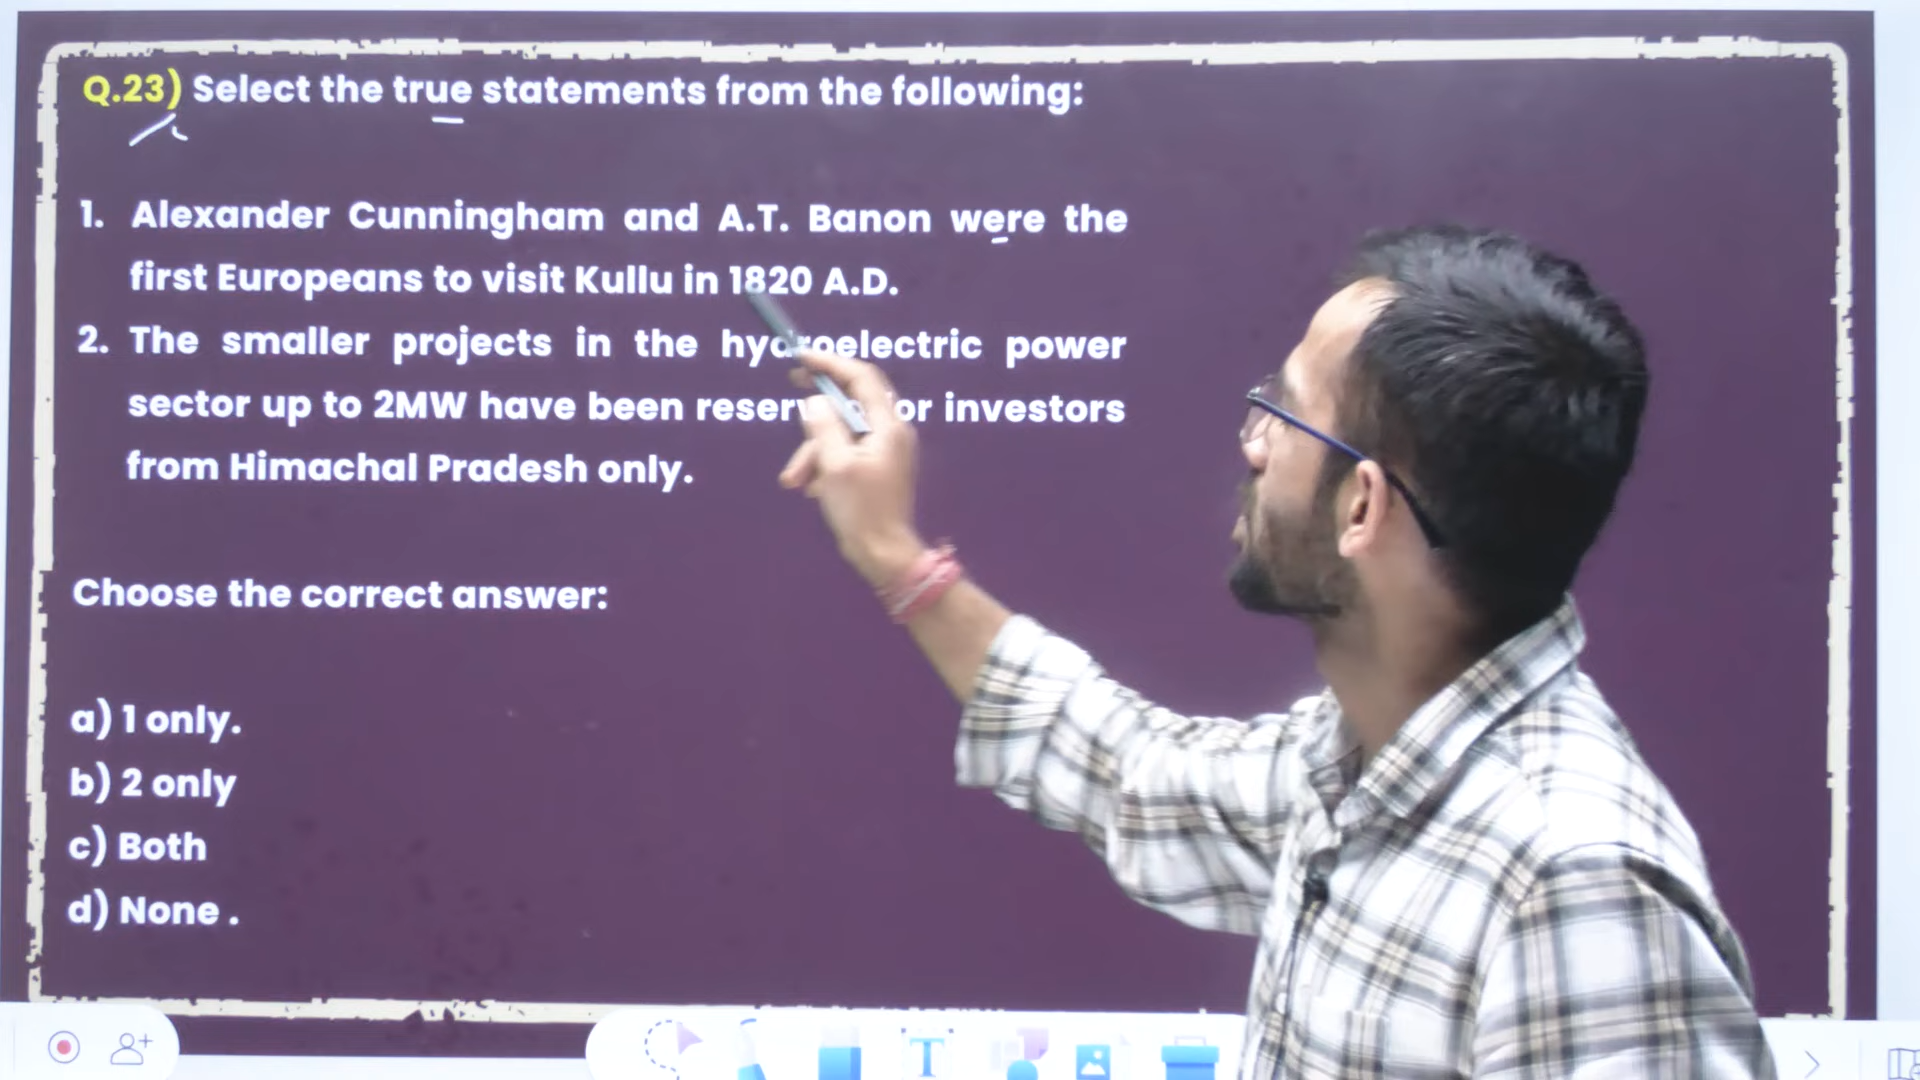 Q.23) Select the true statements from the following:
1. Alexander Cunningham and A.T. Banon were the
first Europeans to visit Kullu in 1820 A.D.
2. The smaller projects in the hydroelectric power
sector up to 2MW have been investors
from Himachal Pradesh only.
Choose the correct answer:
a) 1 only.
b) 2 only
c) Both
d) None .
T